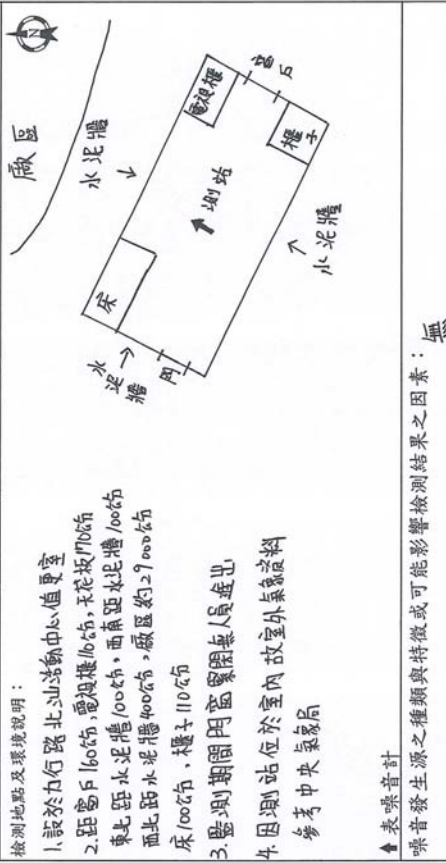 檢測地點及環境說明：
1.設於力行路北汕活動中心值更室
2.距窗戶160公分,電視櫃110公分,天花板170公分
東北距水泥牆100公分,西南距水泥牆100公分
西北距水泥牆400公分,廠區約29000公分
床100公分,櫃子110公分
3.監測期間門窗緊閉無人員進出
4.因測站位於室內 故室外氣象資料
參考中央氣象局
↑表噪音計
噪音發生源之種類與特徵或可能影響檢測結果之因素：無
N
廠區
水泥牆
電視櫃
窗戶
床
測站
櫃子
水泥牆
門
水泥牆